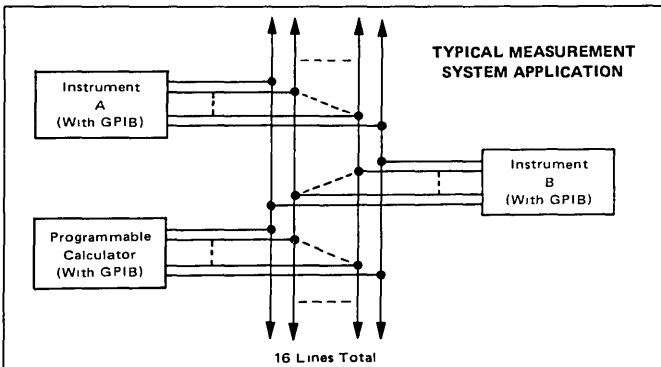 TYPICAL MEASUREMENT
SYSTEM APPLICATION
Instrument
A
(With GPIB)
Instrument
B
(With GPIB)
Programmable
Calculator
(With GPIB)
16 Lines Total